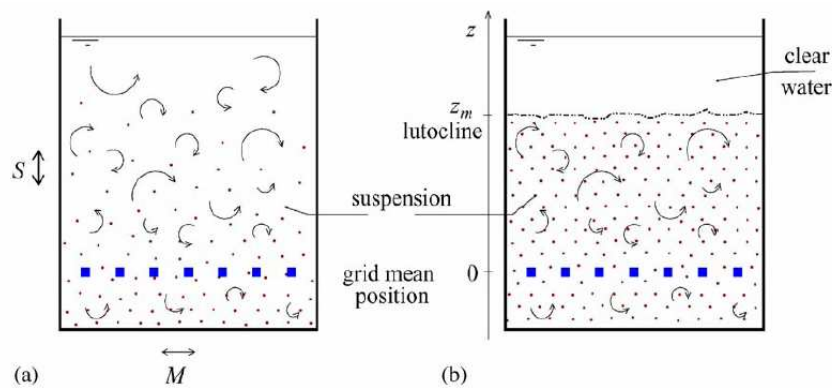 z
clear
water
z_m
lutocline
S
suspension
grid mean
position
0
(a)
M
(b)